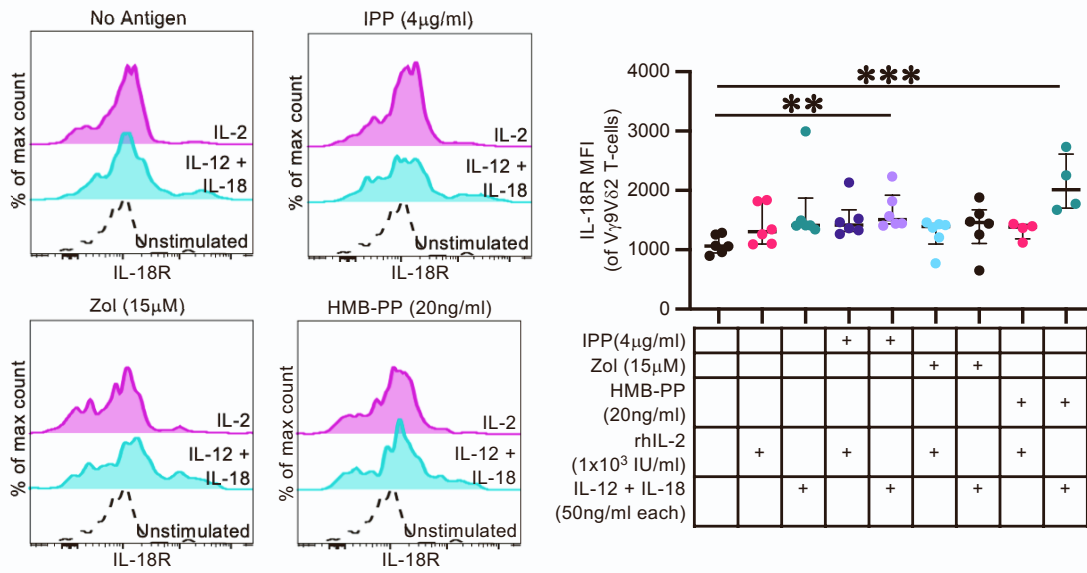 No Antigen
% of max count
IL-2
IL-12 +
IL-18
Unstimulated
IL-18R
IPP (4μg/ml)
% of max count
IL-2
IL-12 +
IL-18
Unstimulated
IL-18R
Zol (15μM)
% of max count
IL-2
IL-12 +
IL-18
Unstimulated
IL-18R
HMB-PP (20ng/ml)
% of max count
IL-2
IL-12 +
IL-18
Unstimulated
IL-18R
IL-18R MFI
(of Vγ9Vδ2 T-cells)
4000
3000
2000
1000
0
***
**
IPP(4μg/ml) + +
Zol (15μM) + +
HMB-PP
(20ng/ml) + +
rhIL-2
(1x10³ IU/ml) + + + +
IL-12 + IL-18
(50ng/ml each) + + + +